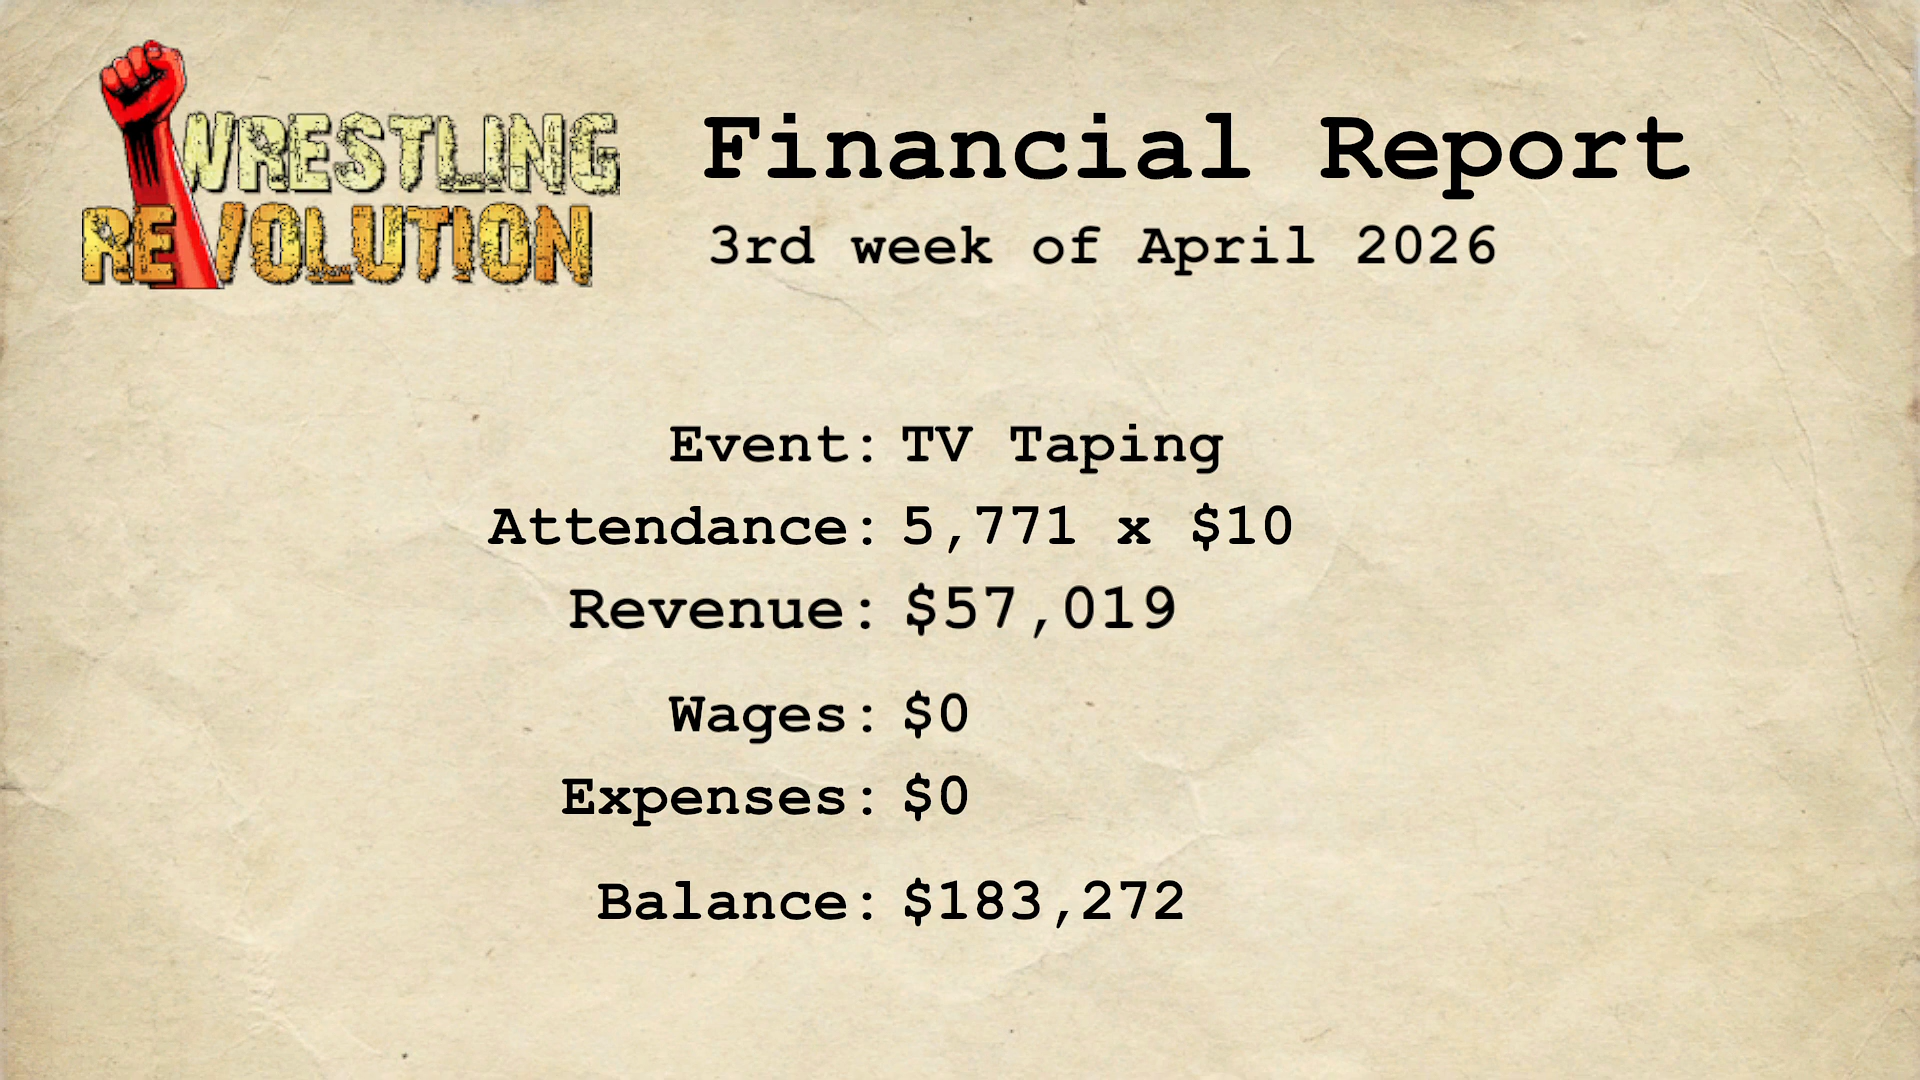 WRESTLING
REVOLUTION
Financial Report
3rd week of April 2026
Event: TV Taping
Attendance: 5,771 x $10
Revenue: $57,019
Wages: $0
Expenses: $0
Balance: $183,272